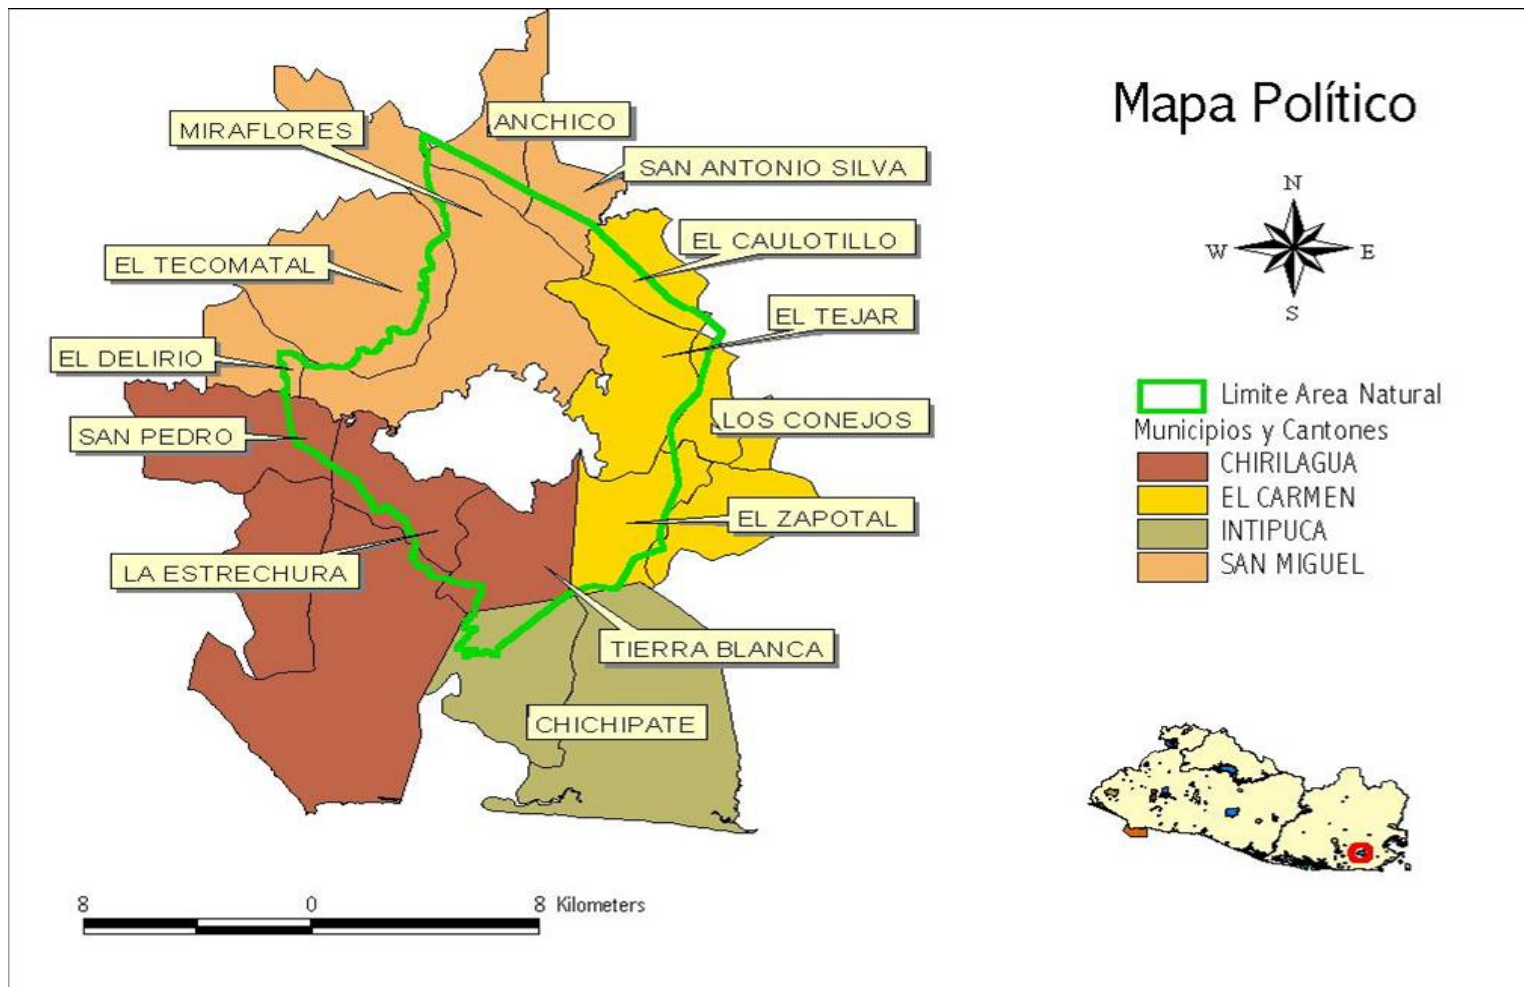 Mapa Político
ANCHICO
MIRAFLORES
SAN ANTONIO SILVA
EL CAULOTILLO
EL TECOMATAL
EL TEJAR
EL DELIRIO
LOS CONEJOS
SAN PEDRO
EL ZAPOTAL
LA ESTRECHURA
TIERRA BLANCA
CHICHIPATE
N
W E
S
Limite Area Natural
Municipios y Cantones
CHIRILAGUA
EL CARMEN
INTIPUCA
SAN MIGUEL
8 0 8 Kilometers